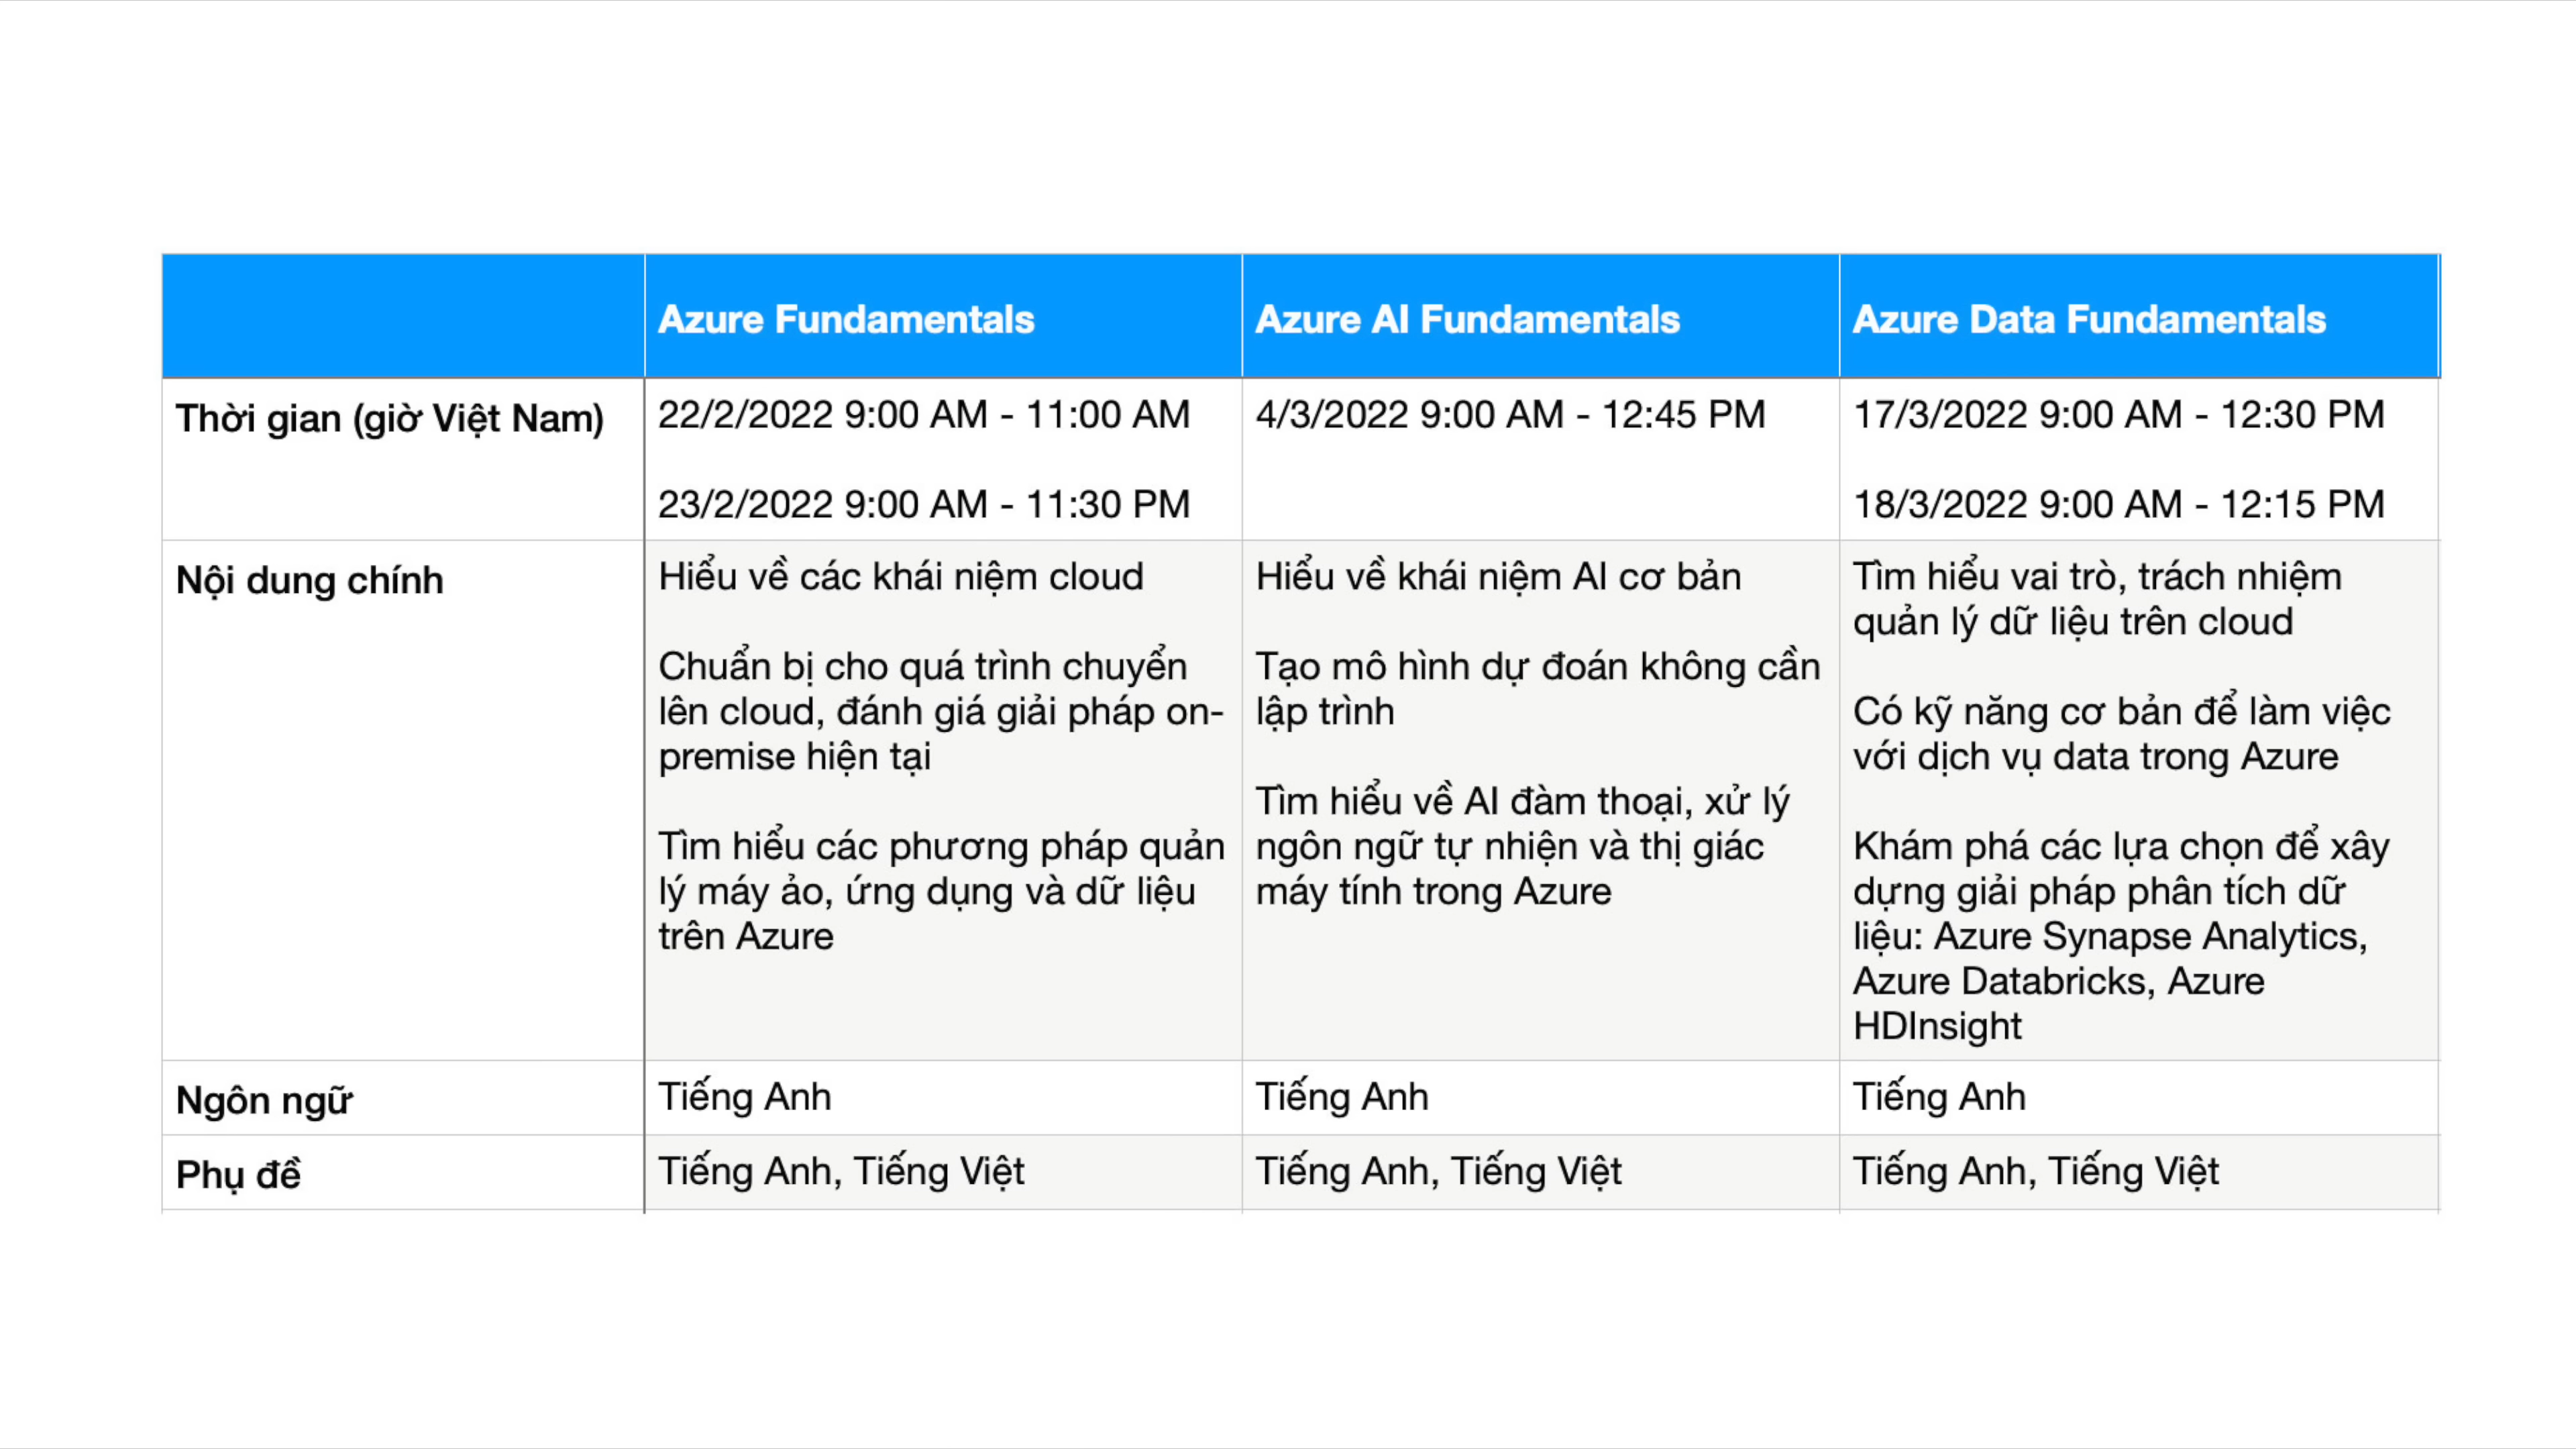 Azure Fundamentals
Azure AI Fundamentals
Azure Data Fundamentals
Thời gian (giờ Việt Nam)
22/2/2022 9:00 AM - 11:00 AM
23/2/2022 9:00 AM - 11:30 PM
4/3/2022 9:00 AM - 12:45 PM
17/3/2022 9:00 AM - 12:30 PM
18/3/2022 9:00 AM - 12:15 PM
Nội dung chính
Hiểu về các khái niệm cloud
Chuẩn bị cho quá trình chuyển
lên cloud, đánh giá giải pháp on-
premise hiện tại
Tìm hiểu các phương pháp quản
lý máy ảo, ứng dụng và dữ liệu
trên Azure
Hiểu về khái niệm AI cơ bản
Tạo mô hình dự đoán không cần
lập trình
Tìm hiểu về AI đàm thoại, xử lý
ngôn ngữ tự nhiên và thị giác
máy tính trong Azure
Tìm hiểu vai trò, trách nhiệm
quản lý dữ liệu trên cloud
Có kỹ năng cơ bản để làm việc
với dịch vụ data trong Azure
Khám phá các lựa chọn để xây
dựng giải pháp phân tích dữ
liệu: Azure Synapse Analytics,
Azure Databricks, Azure
HDInsight
Ngôn ngữ
Tiếng Anh
Tiếng Anh
Tiếng Anh
Phụ đề
Tiếng Anh, Tiếng Việt
Tiếng Anh, Tiếng Việt
Tiếng Anh, Tiếng Việt